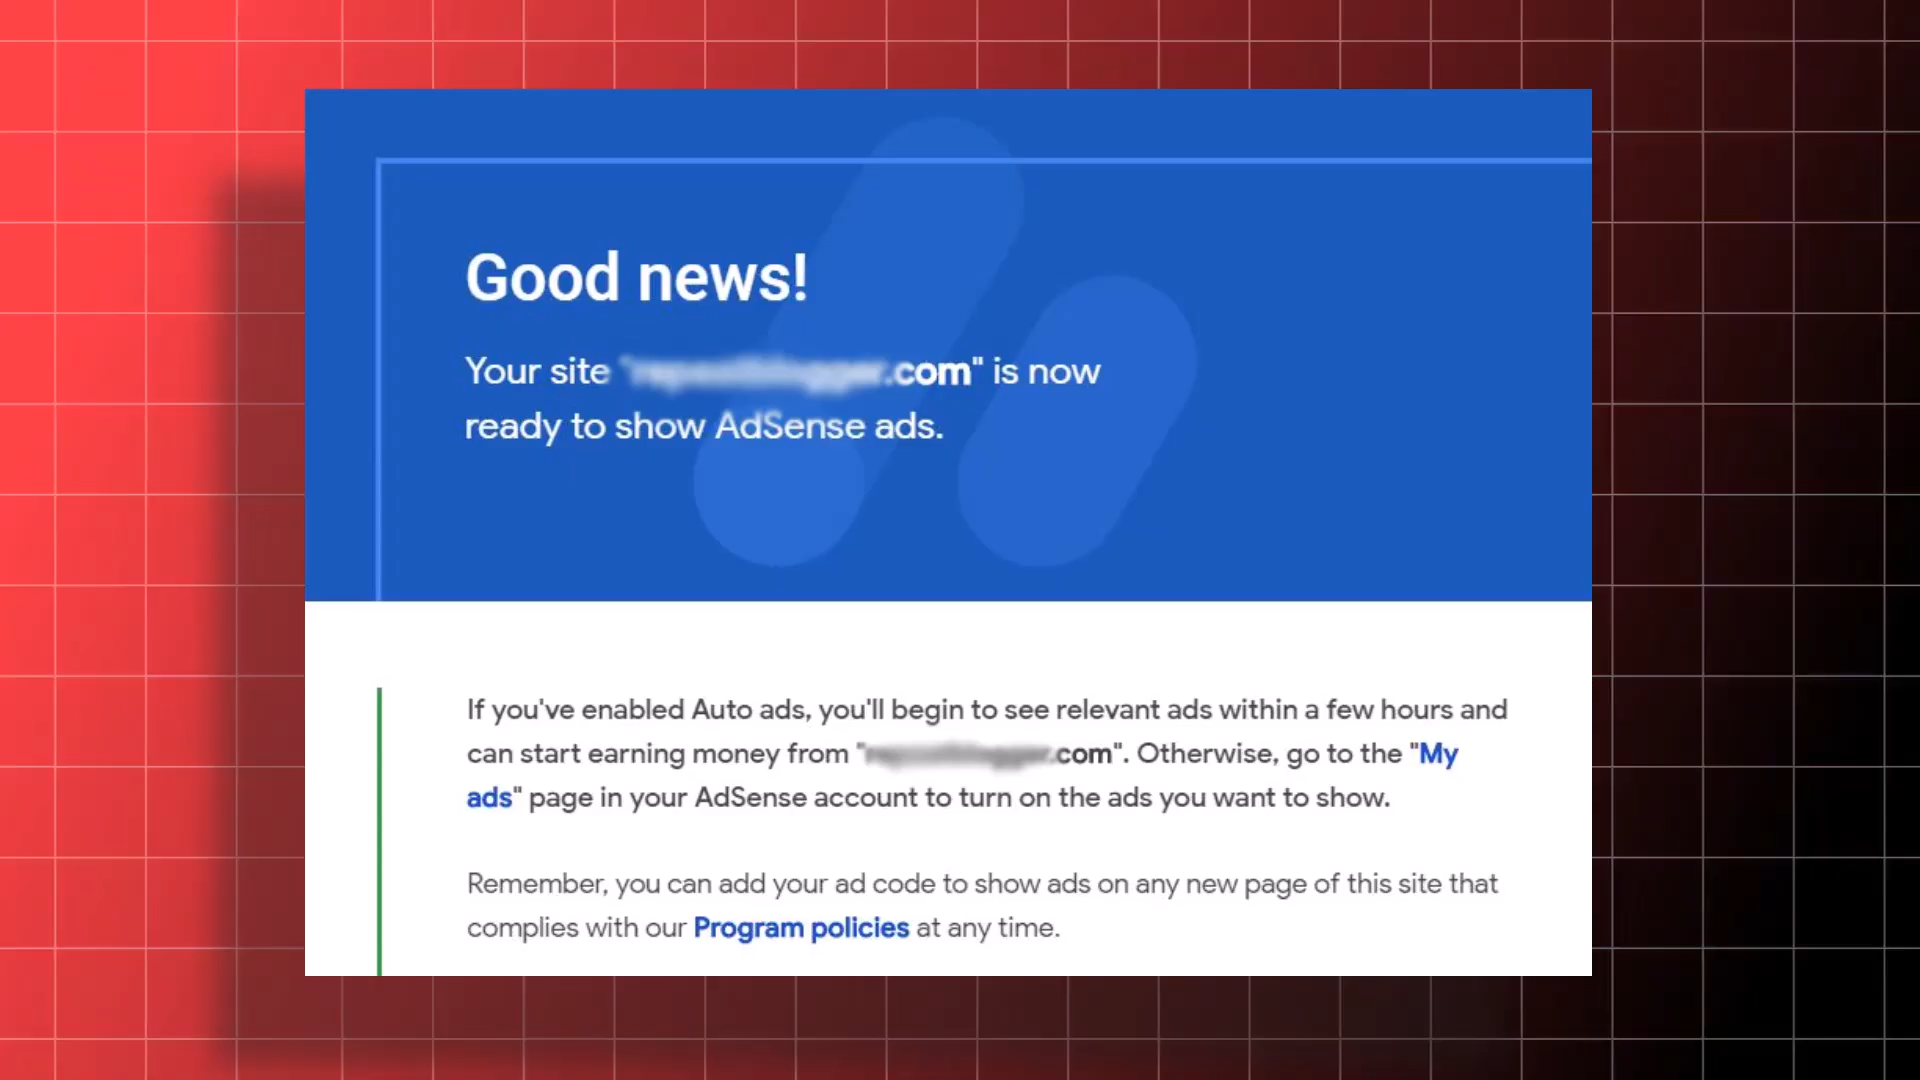 Good news!
Your site ".com" is now
ready to show AdSense ads.
If you've enabled Auto ads, you'll begin to see relevant ads within a few hours and
can start earning money from ".com". Otherwise, go to the "My
ads" page in your AdSense account to turn on the ads you want to show.
Remember, you can add your ad code to show ads on any new page of this site that
complies with our Program policies at any time.